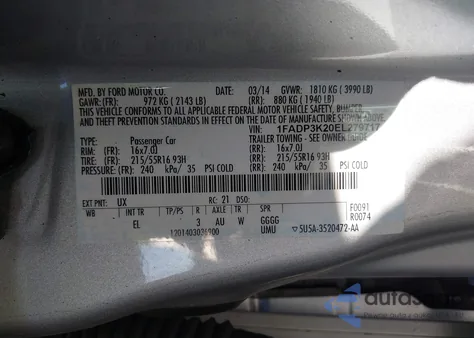 MFD. BY FORD MOTOR CO. DATE: 03/14 GVWR: 1810 KG ( 3990 LB)
GAWR: (FR): 972 KG ( 2143 LB) (RR): 880 KG ( 1940 LB)
THIS VEHICLE CONFORMS TO ALL APPLICABLE FEDERAL MOTOR VEHICLE SAFETY, BUMPER,
AND THEFT PREVENTION STANDARDS IN EFFECT ON THE DATE OF MANUFACTURE SHOWN ABOVE.
VIN: 1FADP3K20EL27971
TYPE: Passenger Car TRAILER TOWING - SEE OWNER
RIM: (FR): 16x7.0J (RR): 16x7.0J
TIRE: (FR): 215/55R16 93H (RR): 215/55R16 93H
PRESSURE (FR): 240 kPa/ 35 PSI COLD (RR): 240 kPa/ 35 PSI COLD
EXT PNT: UX RC: 21 DSO: F0091
WB INT TR TP/PS R AXLE TR SPR R0074
EL 3 AU W GGGG
UMU 5U5A-3520472-AA